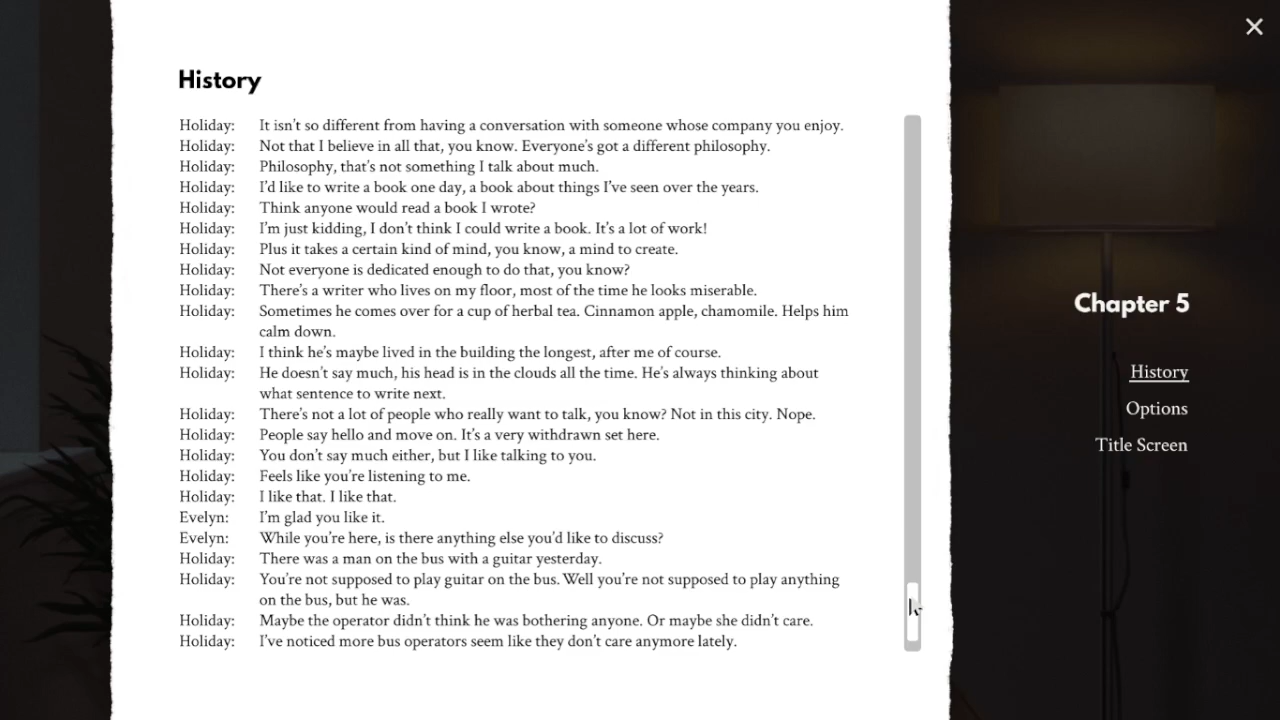 History
Holiday: It isn't so different from having a conversation with someone whose company you enjoy.
Holiday: Not that I believe in all that, you know. Everyone's got a different philosophy.
Holiday: Philosophy, that's not something I talk about much.
Holiday: I'd like to write a book one day, a book about things I've seen over the years.
Holiday: Think anyone would read a book I wrote?
Holiday: I'm just kidding, I don't think I could write a book. It's a lot of work!
Holiday: Plus it takes a certain kind of mind, you know, a mind to create.
Holiday: Not everyone is dedicated enough to do that, you know?
Holiday: There's a writer who lives on my floor, most of the time he looks miserable.
Holiday: Sometimes he comes over for a cup of herbal tea. Cinnamon apple, chamomile. Helps him
calm down.
Holiday: I think he's maybe lived in the building the longest, after me of course.
Holiday: He doesn't say much, his head is in the clouds all the time. He's always thinking about
what sentence to write next.
Holiday: There's not a lot of people who really want to talk, you know? Not in this city. Nope.
Holiday: People say hello and move on. It's a very withdrawn set here.
Holiday: You don't say much either, but I like talking to you.
Holiday: Feels like you're listening to me.
Holiday: I like that. I like that.
Evelyn: I'm glad you like it.
Evelyn: While you're here, is there anything else you'd like to discuss?
Holiday: There was a man on the bus with a guitar yesterday.
Holiday: You're not supposed to play guitar on the bus. Well you're not supposed to play anything
on the bus, but he was.
Holiday: Maybe the operator didn't think he was bothering anyone. Or maybe she didn't care.
Holiday: I've noticed more bus operators seem like they don't care anymore lately.
Chapter 5
History
Options
Title Screen